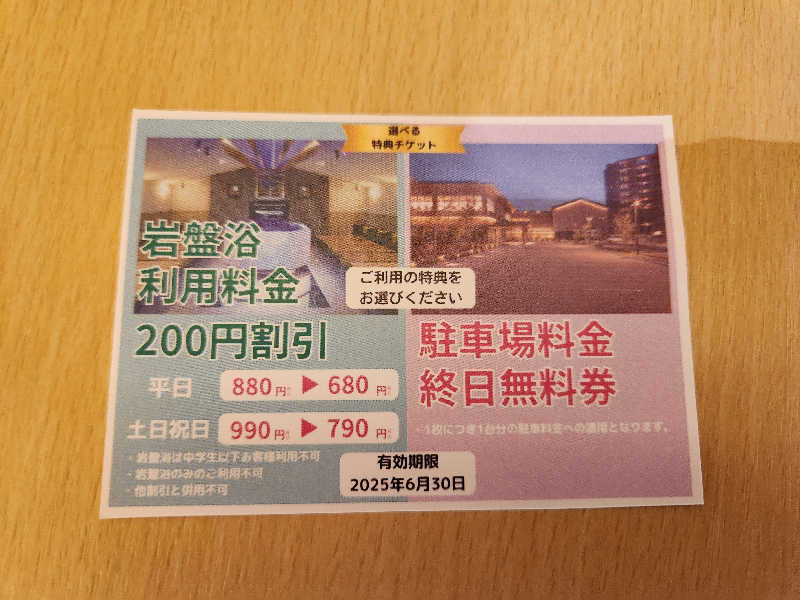 選べる
特典チケット
岩盤浴
利用料金
200円割引
平日 880円 ▶ 680円
土日祝日 990円 ▶ 790円
・岩盤浴は中学生以下お客様利用不可
・岩盤浴のみのご利用不可
・他割引と併用不可
ご利用の特典を
お選びください
駐車場料金
終日無料券
・1枚につき1台分の駐車料金への適用となります。
有効期限
2025年6月30日